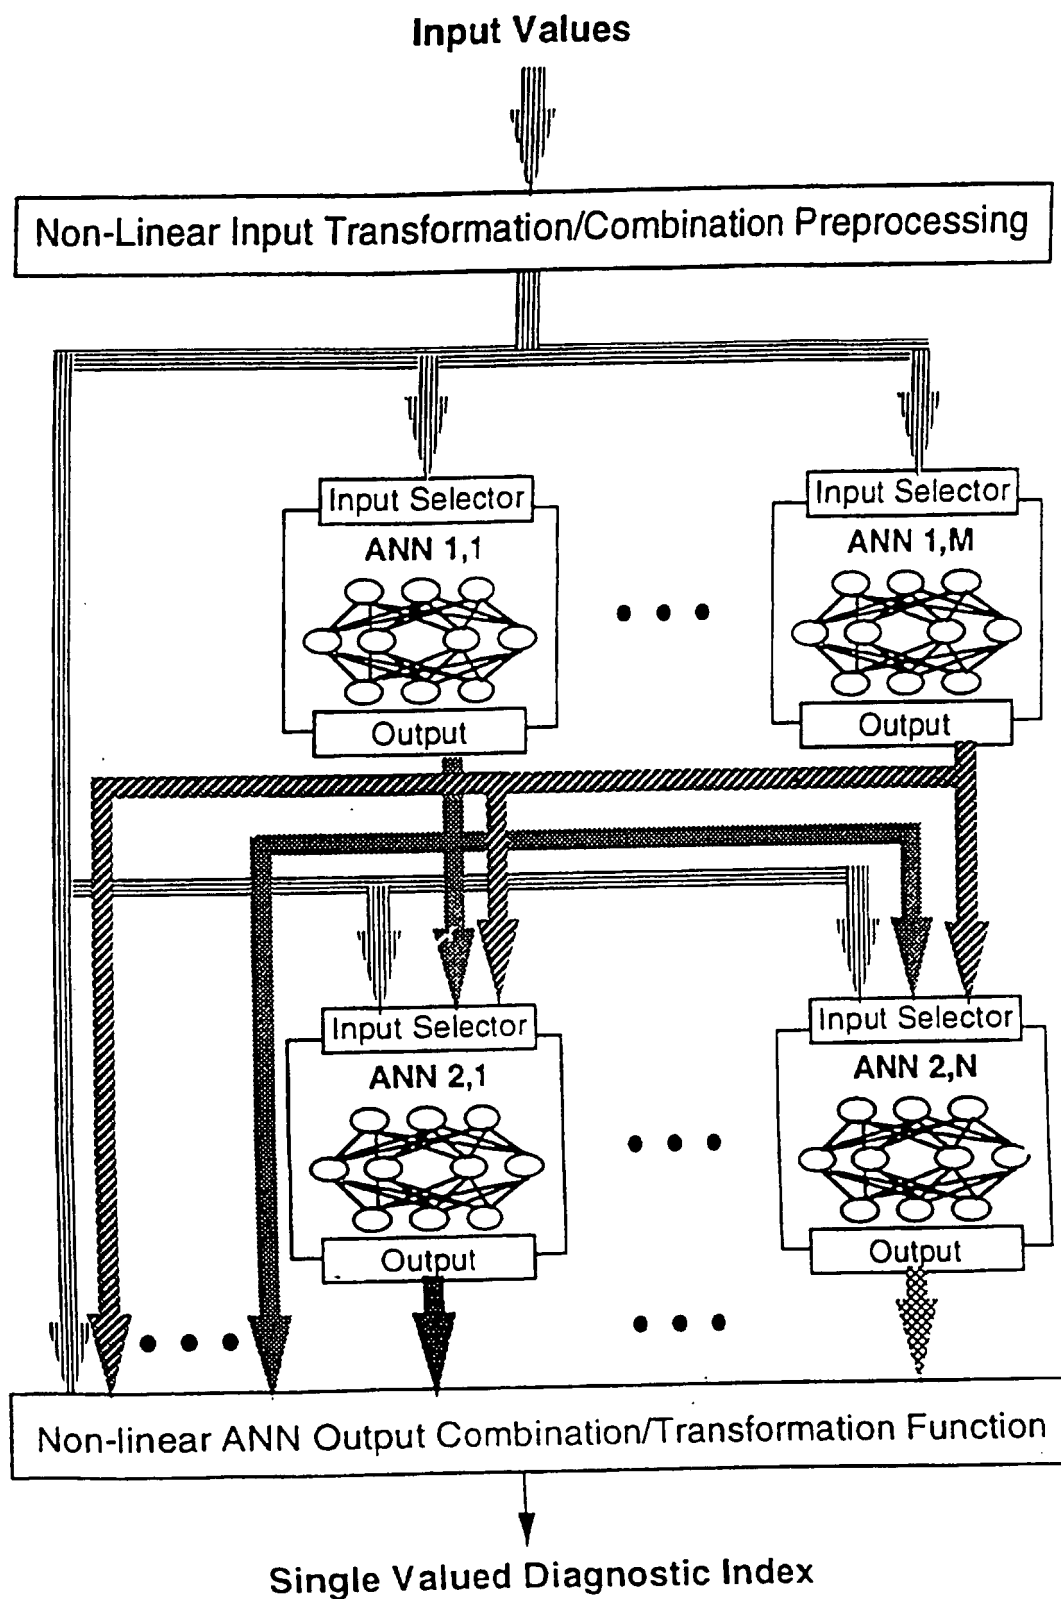 Input Values
Non-Linear Input Transformation/Combination Preprocessing
Input Selector
ANN 1,1
Output
Input Selector
ANN 1,M
Output
Input Selector
ANN 2,1
Output
Input Selector
ANN 2,N
Output
Non-linear ANN Output Combination/Transformation Function
Single Valued Diagnostic Index